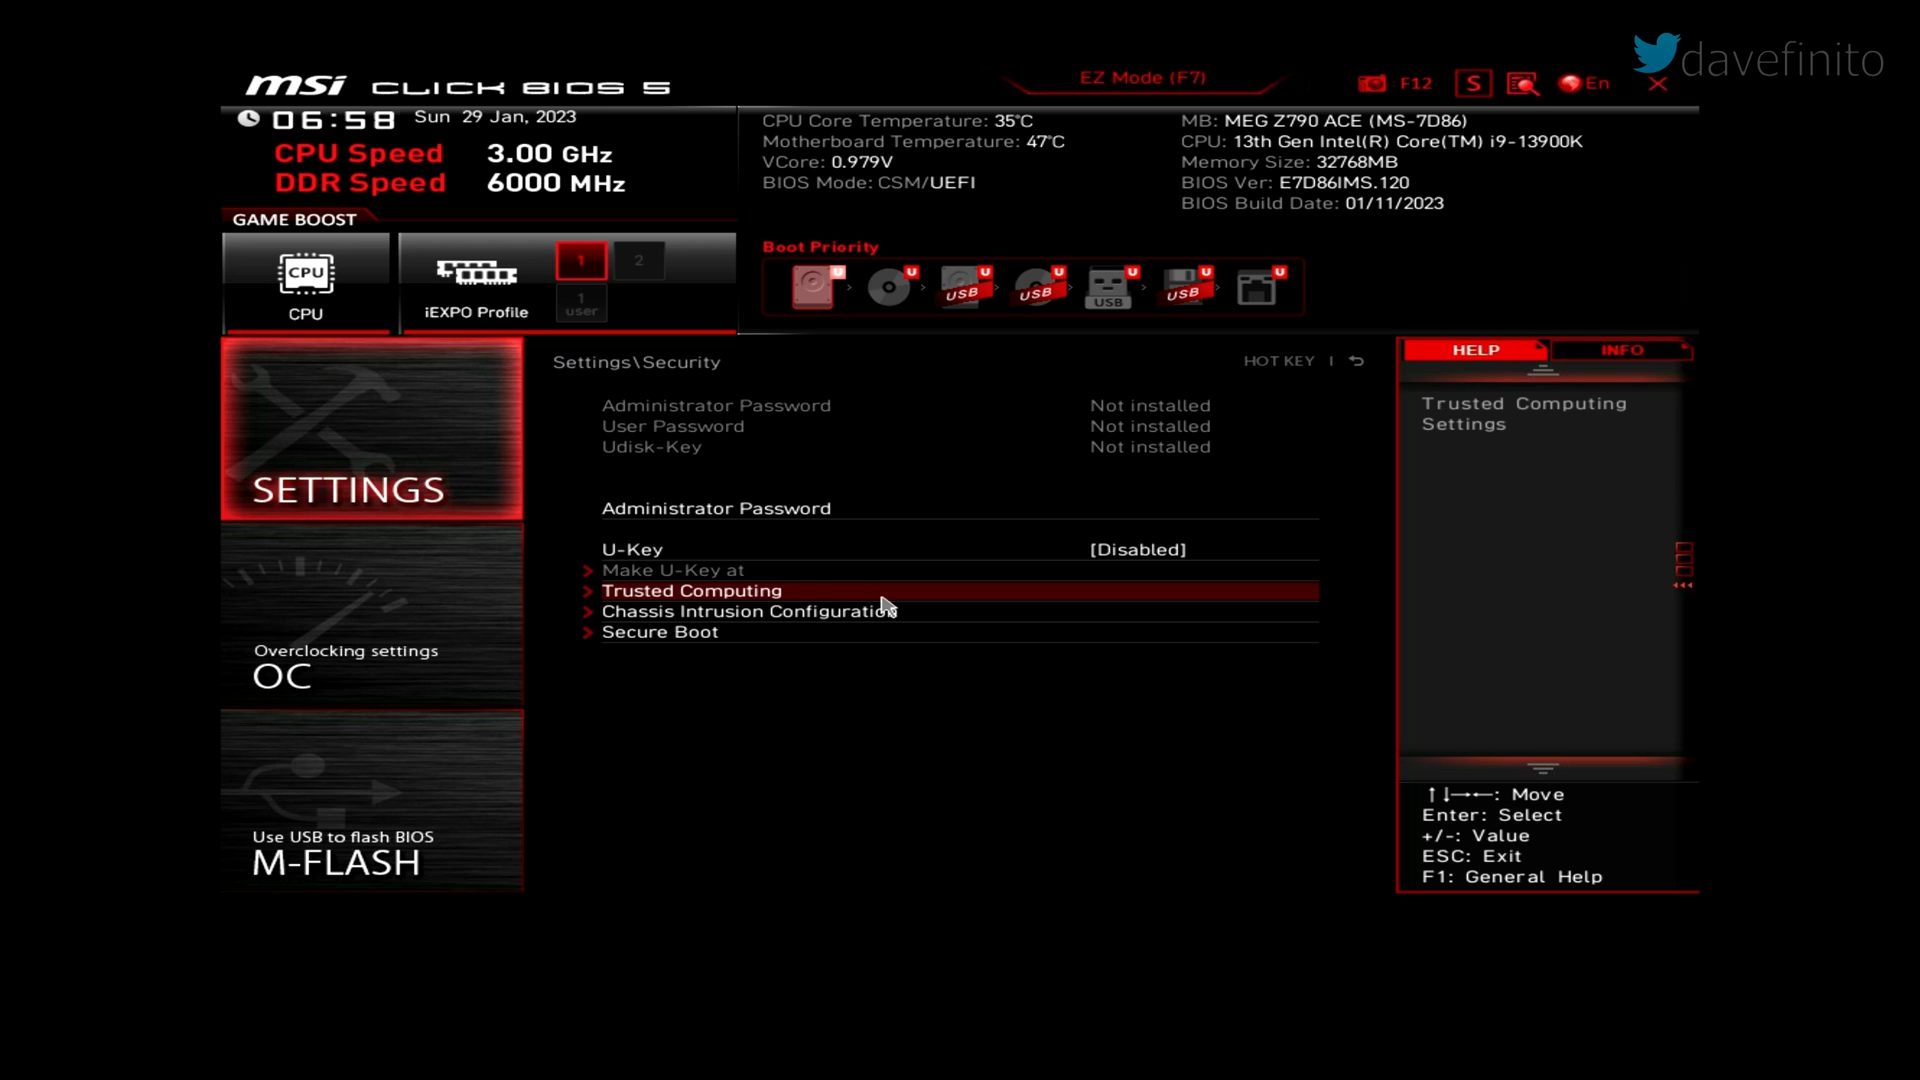 davefinito
msi CLICK BIOS 5
EZ Mode (F7)
F12
S
En
X
06:58 Sun 29 Jan, 2023
CPU Speed 3.00 GHz
DDR Speed 6000 MHz
CPU Core Temperature: 35°C
Motherboard Temperature: 47°C
VCore: 0.979V
BIOS Mode: CSM/UEFI
MB: MEG Z790 ACE (MS-7D86)
CPU: 13th Gen Intel(R) Core(TM) i9-13900K
Memory Size: 32768MB
BIOS Ver: E7D86IMS.120
BIOS Build Date: 01/11/2023
GAME BOOST
CPU
CPU
iEXPO Profile
1
2
1
user
Boot Priority
U
U
U
USB
U
USB
U
USB
U
USB
U
SETTINGS
Overclocking settings
OC
Use USB to flash BIOS
M-FLASH
Settings\Security
HOT KEY |
Administrator Password Not installed
User Password Not installed
Udisk-Key Not installed
Administrator Password
U-Key [Disabled]
> Make U-Key at
> Trusted Computing
> Chassis Intrusion Configuration
> Secure Boot
HELP
INFO
Trusted Computing
Settings
↑↓→←: Move
Enter: Select
+/-: Value
ESC: Exit
F1: General Help